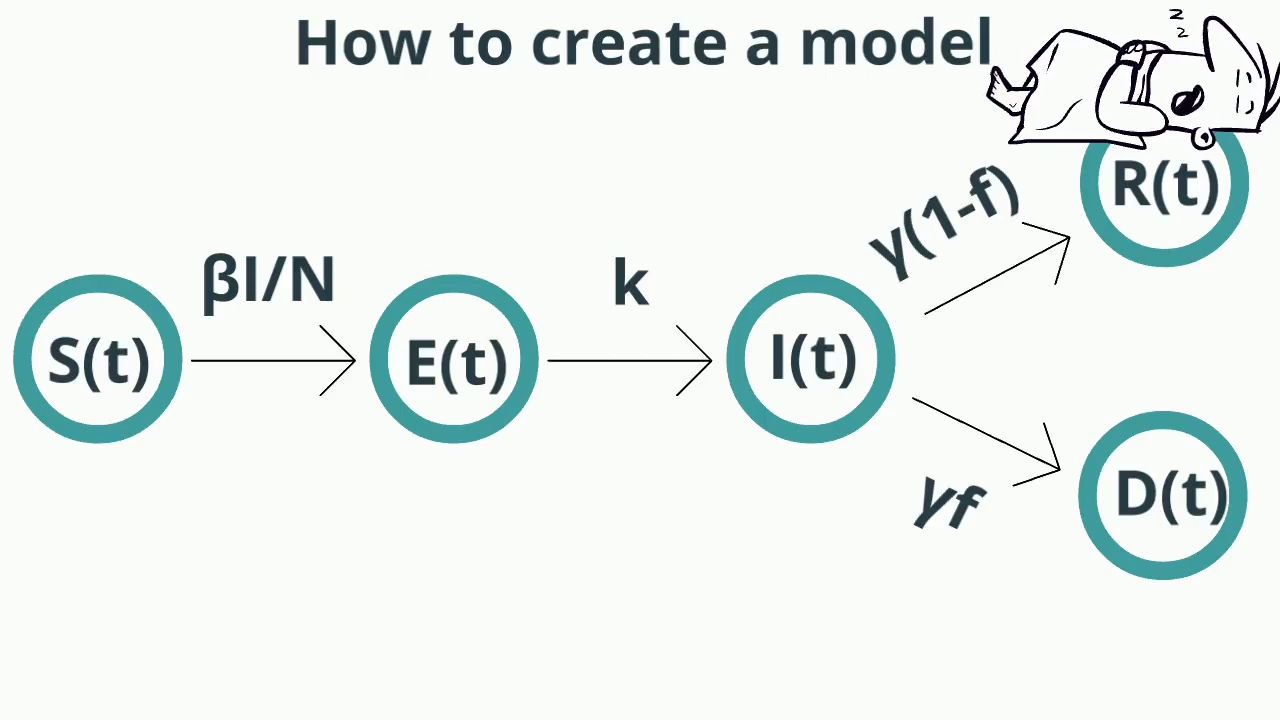 How to create a model
z
z
R(t)
γ(1-f)
βI/N
k
S(t)
E(t)
I(t)
γf
D(t)